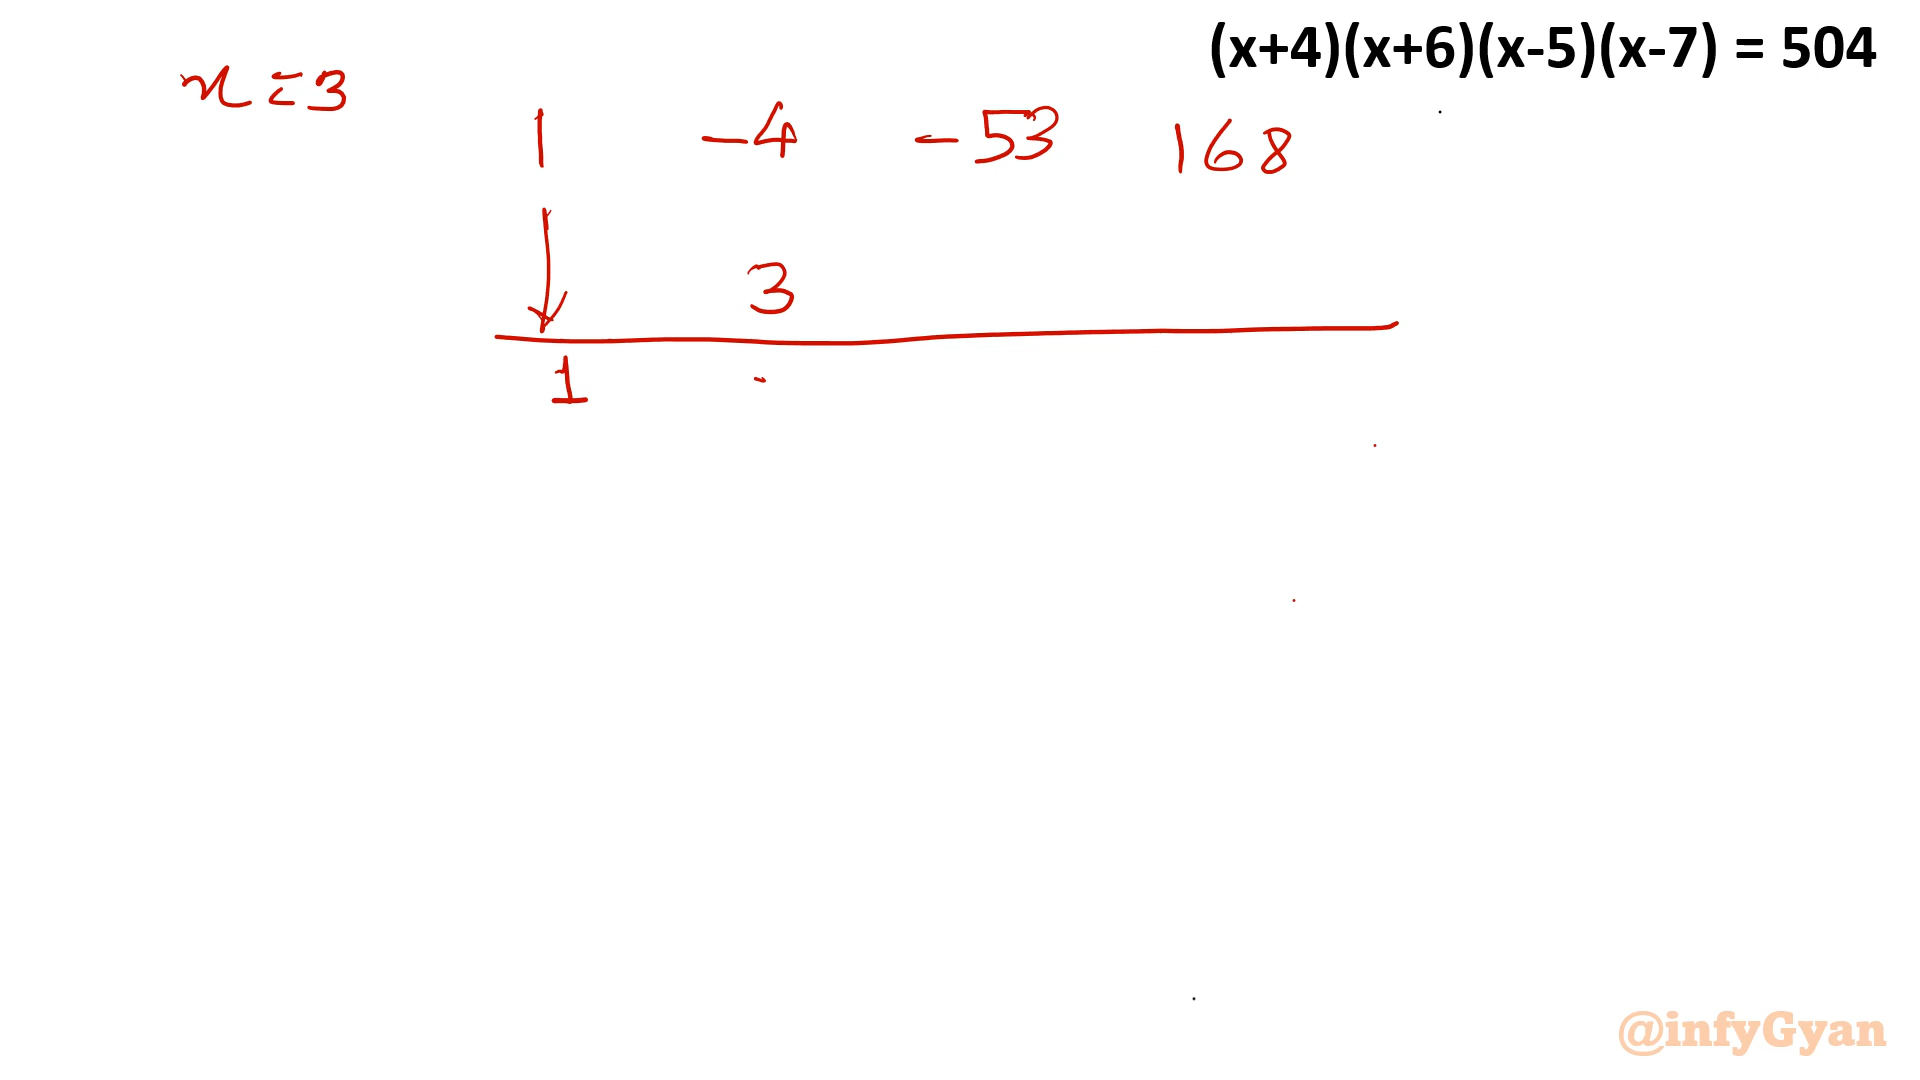 (x+4)(x+6)(x-5)(x-7) = 504
x = 3
1 -4 -53 168
3
1 -
@infyGyan